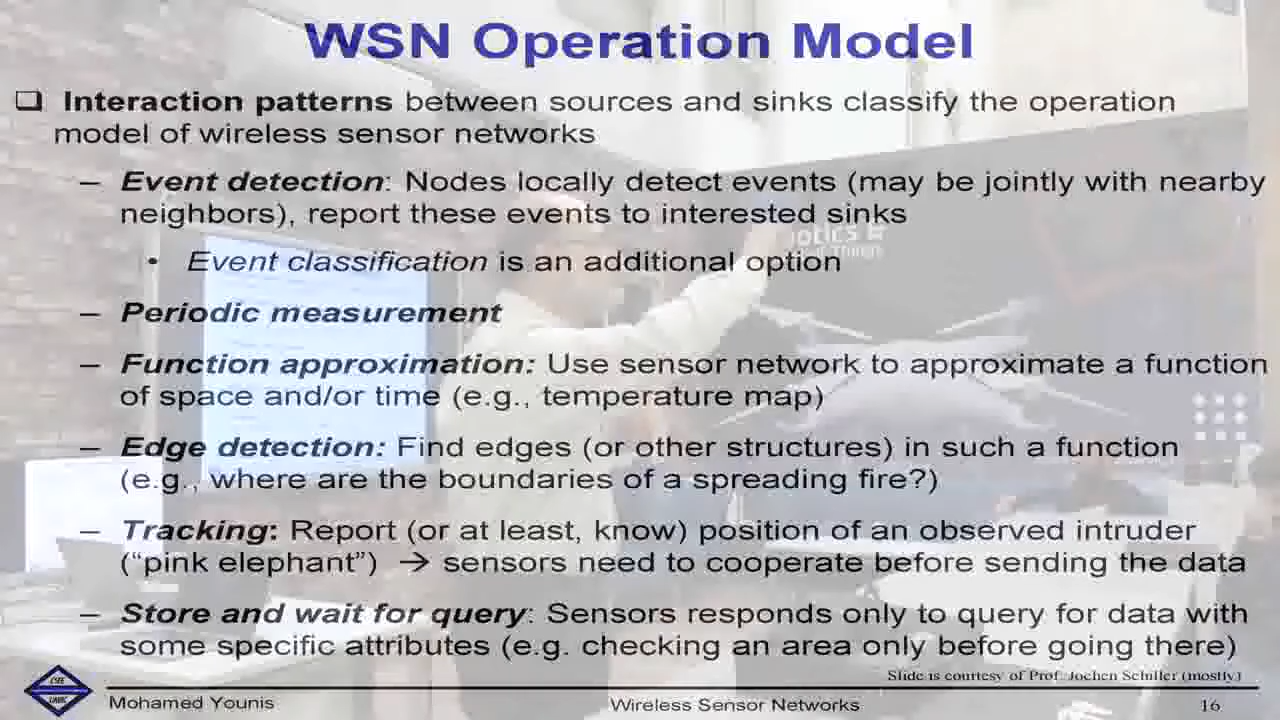 WSN Operation Model
❑ Interaction patterns between sources and sinks classify the operation
model of wireless sensor networks
– Event detection: Nodes locally detect events (may be jointly with nearby
neighbors), report these events to interested sinks
• Event classification is an additional option
– Periodic measurement
– Function approximation: Use sensor network to approximate a function
of space and/or time (e.g., temperature map)
– Edge detection: Find edges (or other structures) in such a function
(e.g., where are the boundaries of a spreading fire?)
– Tracking: Report (or at least, know) position of an observed intruder
(“pink elephant”) → sensors need to cooperate before sending the data
– Store and wait for query: Sensors responds only to query for data with
some specific attributes (e.g. checking an area only before going there)
Slide is courtesy of Prof. Jochen Schiller (mostly)
CSEE
UMBC
Mohamed Younis
Wireless Sensor Networks
16